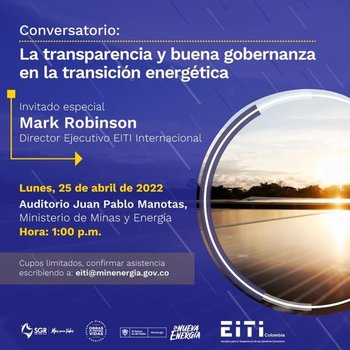 Conversatorio:
La transparencia y buena gobernanza
en la transición energética
Invitado especial
Mark Robinson
Director Ejecutivo EITI Internacional
Lunes, 25 de abril de 2022
Auditorio Juan Pablo Manotas,
Ministerio de Minas y Energía
Hora: 1:00 p.m.
Cupos limitados, confirmar asistencia
escribiendo a: eiti@minenergia.gov.co
SGR
NUEVA
ENERGÍA
EITI Colombia